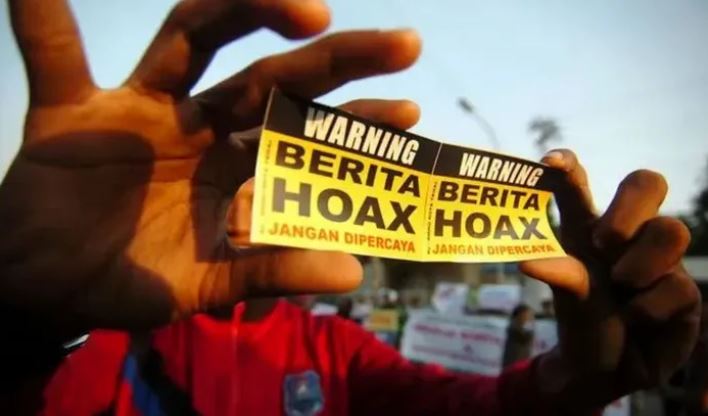 WARNING
BERITA
HOAX
JANGAN DIPERCAYA
WARNING
BERITA
HOAX
JANGAN DIPERCAYA